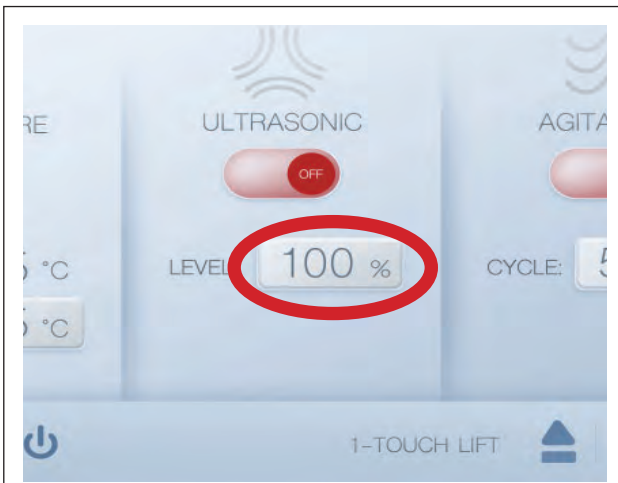 ULTRASONIC
OFF
LEVEL
100 %
CYCLE:
°C
°C
1-TOUCH LIFT